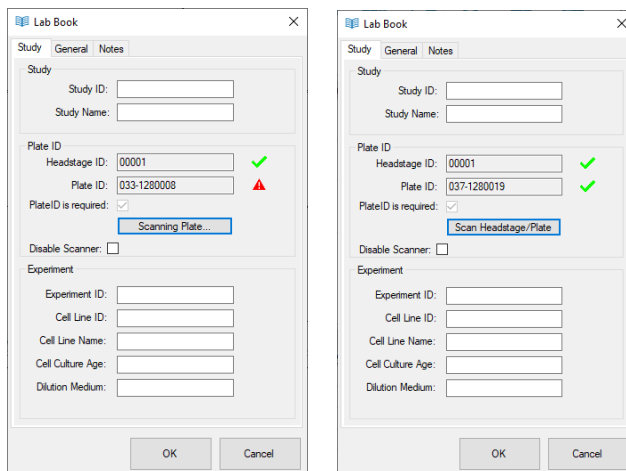 Lab Book
Study General Notes
Study
Study ID:
Study Name:
Plate ID
Headstage ID: 00001
Plate ID: 033-1280008
PlateID is required:
Scanning Plate...
Disable Scanner:
Experiment
Experiment ID:
Cell Line ID:
Cell Line Name:
Cell Culture Age:
Dilution Medium:
OK Cancel
Lab Book
Study General Notes
Study
Study ID:
Study Name:
Plate ID
Headstage ID: 00001
Plate ID: 037-1280019
PlateID is required:
Scan Headstage/Plate
Disable Scanner:
Experiment
Experiment ID:
Cell Line ID:
Cell Line Name:
Cell Culture Age:
Dilution Medium:
OK Cancel